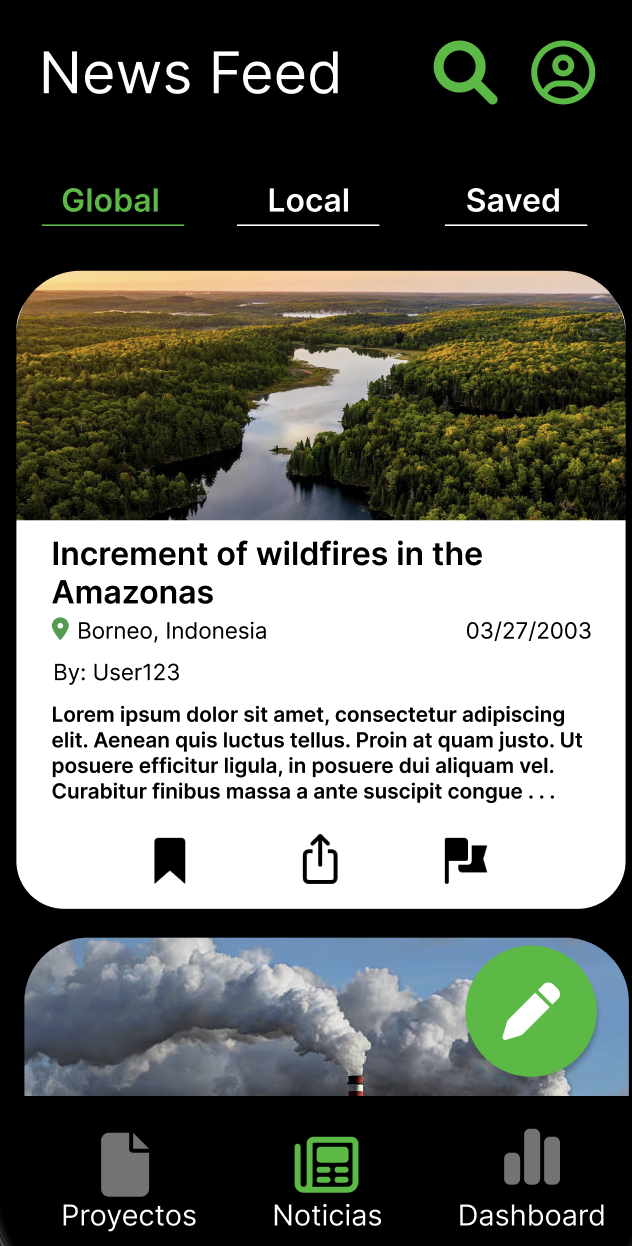 News Feed
Global Local Saved
Increment of wildfires in the
Amazonas
Borneo, Indonesia 03/27/2003
By: User123
Lorem ipsum dolor sit amet, consectetur adipiscing
elit. Aenean quis luctus tellus. Proin at quam justo. Ut
posuere efficitur ligula, in posuere dui aliquam vel.
Curabitur finibus massa a ante suscipit congue . . .
Proyectos Noticias Dashboard